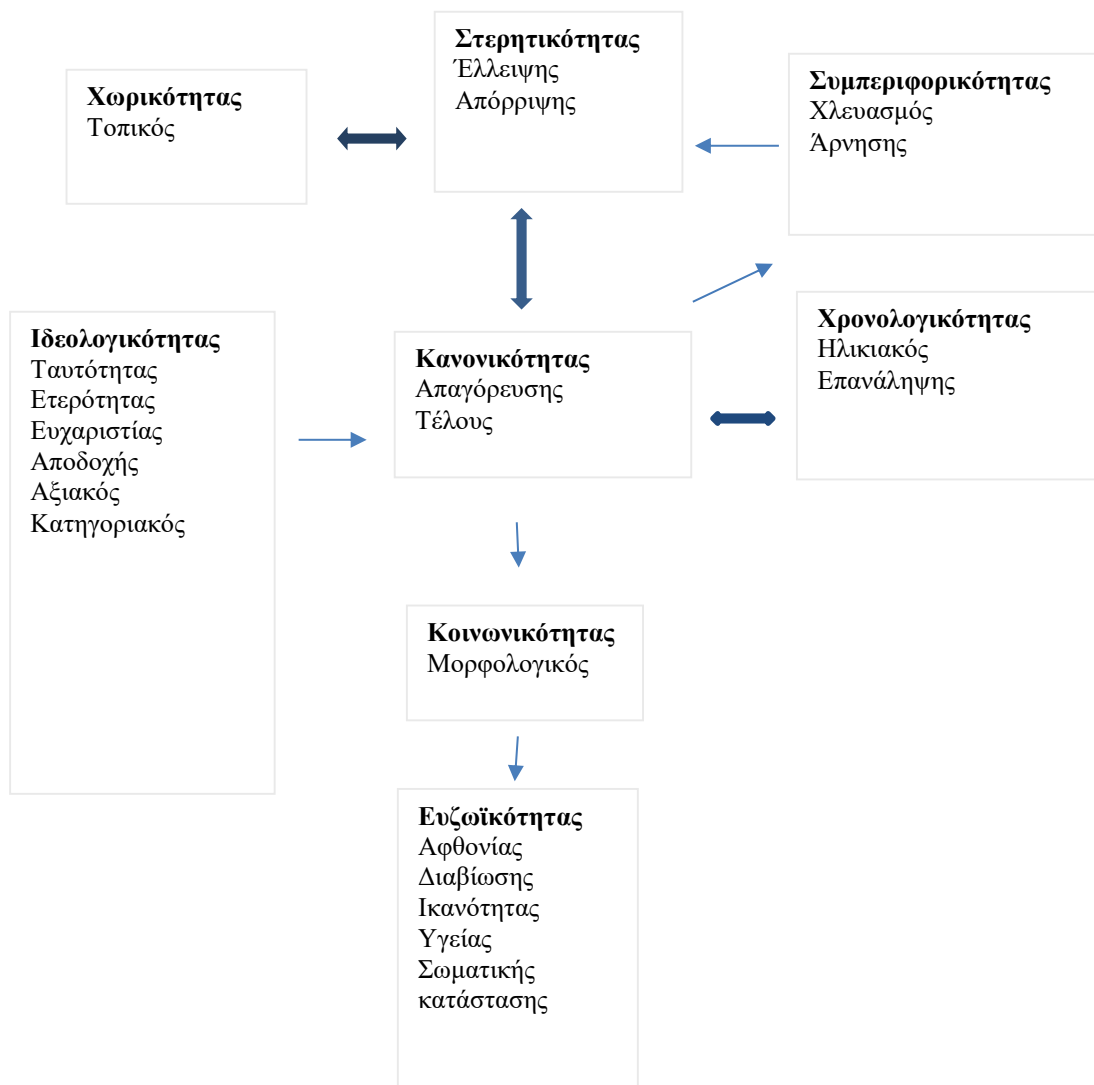 Στερητικότητας
Έλλειψης
Απόρριψης
Χωρικότητας
Τοπικός
Συμπεριφορικότητας
Χλευασμός
Άρνησης
Ιδεολογικότητας
Ταυτότητας
Ετερότητας
Ευχαριστίας
Αποδοχής
Αξιακός
Κατηγοριακός
Κανονικότητας
Απαγόρευσης
Τέλους
Χρονολογικότητας
Ηλικιακός
Επανάληψης
Κοινωνικότητας
Μορφολογικός
Ευζωϊκότητας
Αφθονίας
Διαβίωσης
Ικανότητας
Υγείας
Σωματικής
κατάστασης